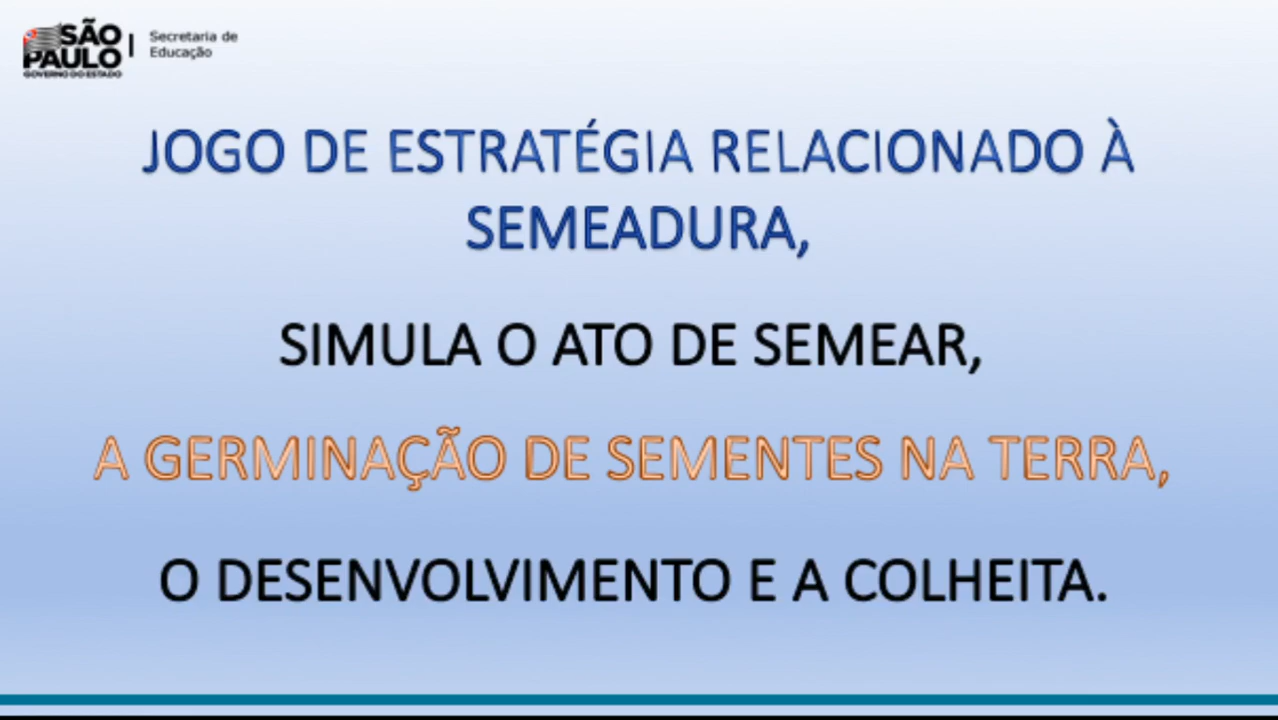 SÃO
PAULO
GOVERNO DO ESTADO
Secretaria de
Educação
JOGO DE ESTRATÉGIA RELACIONADO À
SEMEADURA,
SIMULA O ATO DE SEMEAR,
A GERMINAÇÃO DE SEMENTES NA TERRA,
O DESENVOLVIMENTO E A COLHEITA.